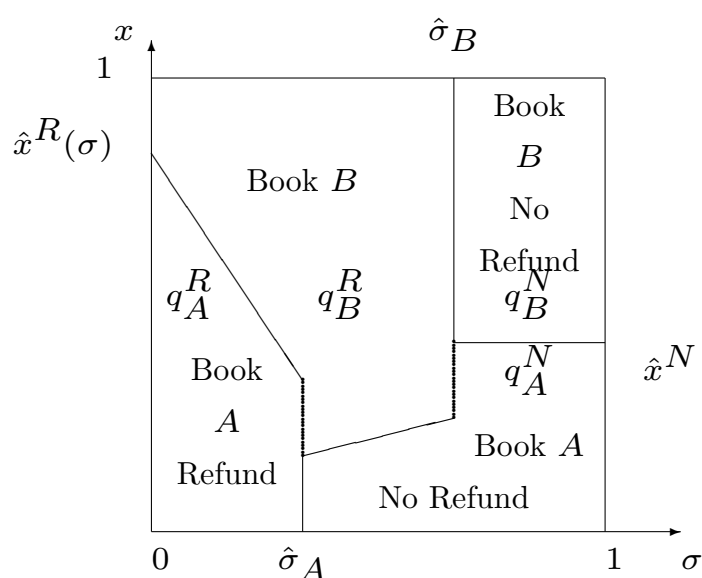 x
σ̂_B
1
x̂^R(σ)
Book
B
No
Refund
Book B
q_A^R
q_B^R
q_B^N
q_A^N
x̂^N
Book
A
Refund
Book A
No Refund
0
σ̂_A
1
σ